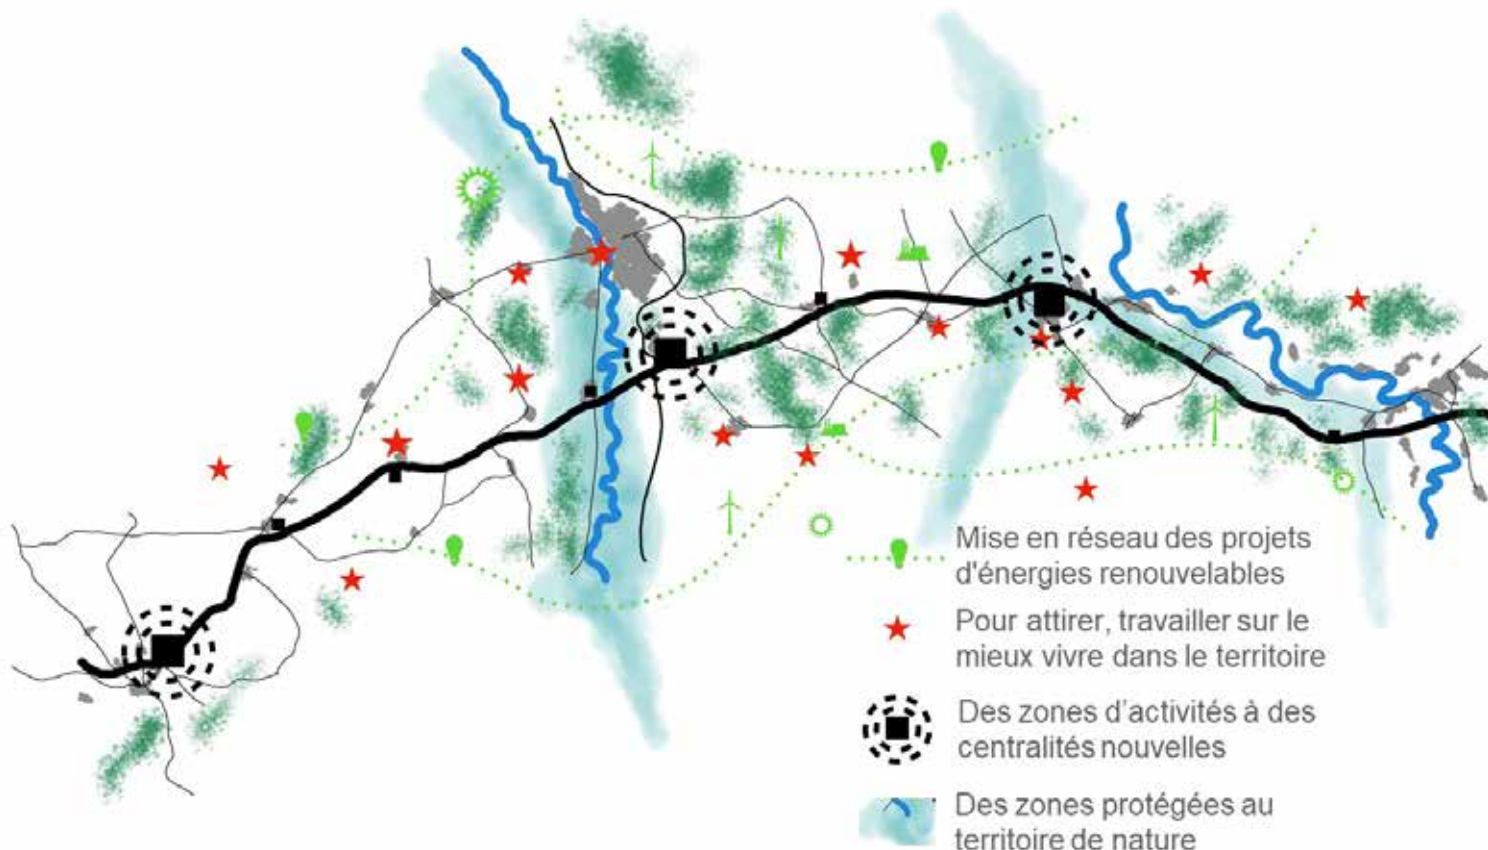 Mise en réseau des projets
d'énergies renouvelables
Pour attirer, travailler sur le
mieux vivre dans le territoire
Des zones d'activités à des
centralités nouvelles
Des zones protégées au
territoire de nature